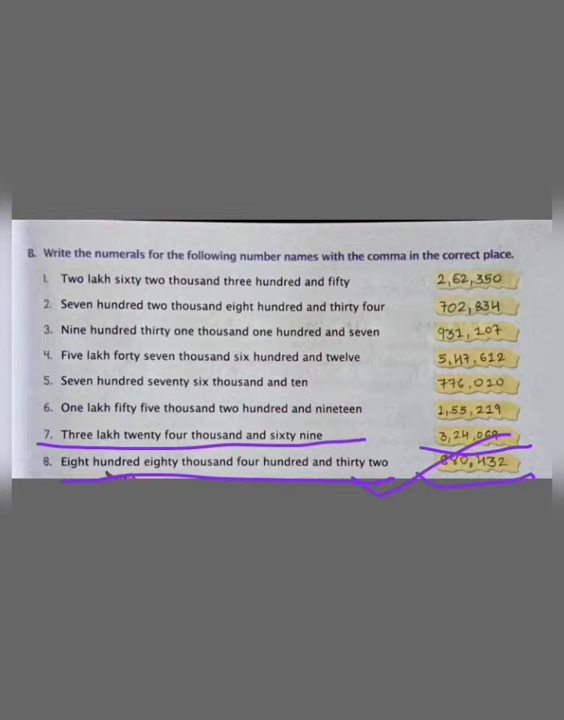 B. Write the numerals for the following number names with the comma in the correct place.
1. Two lakh sixty two thousand three hundred and fifty 2,62,350
2. Seven hundred two thousand eight hundred and thirty four 702,834
3. Nine hundred thirty one thousand one hundred and seven 931,107
4. Five lakh forty seven thousand six hundred and twelve 5,47,612
5. Seven hundred seventy six thousand and ten 776,010
6. One lakh fifty five thousand two hundred and nineteen 1,55,219
7. Three lakh twenty four thousand and sixty nine 3,24,069
8. Eight hundred eighty thousand four hundred and thirty two 880,432